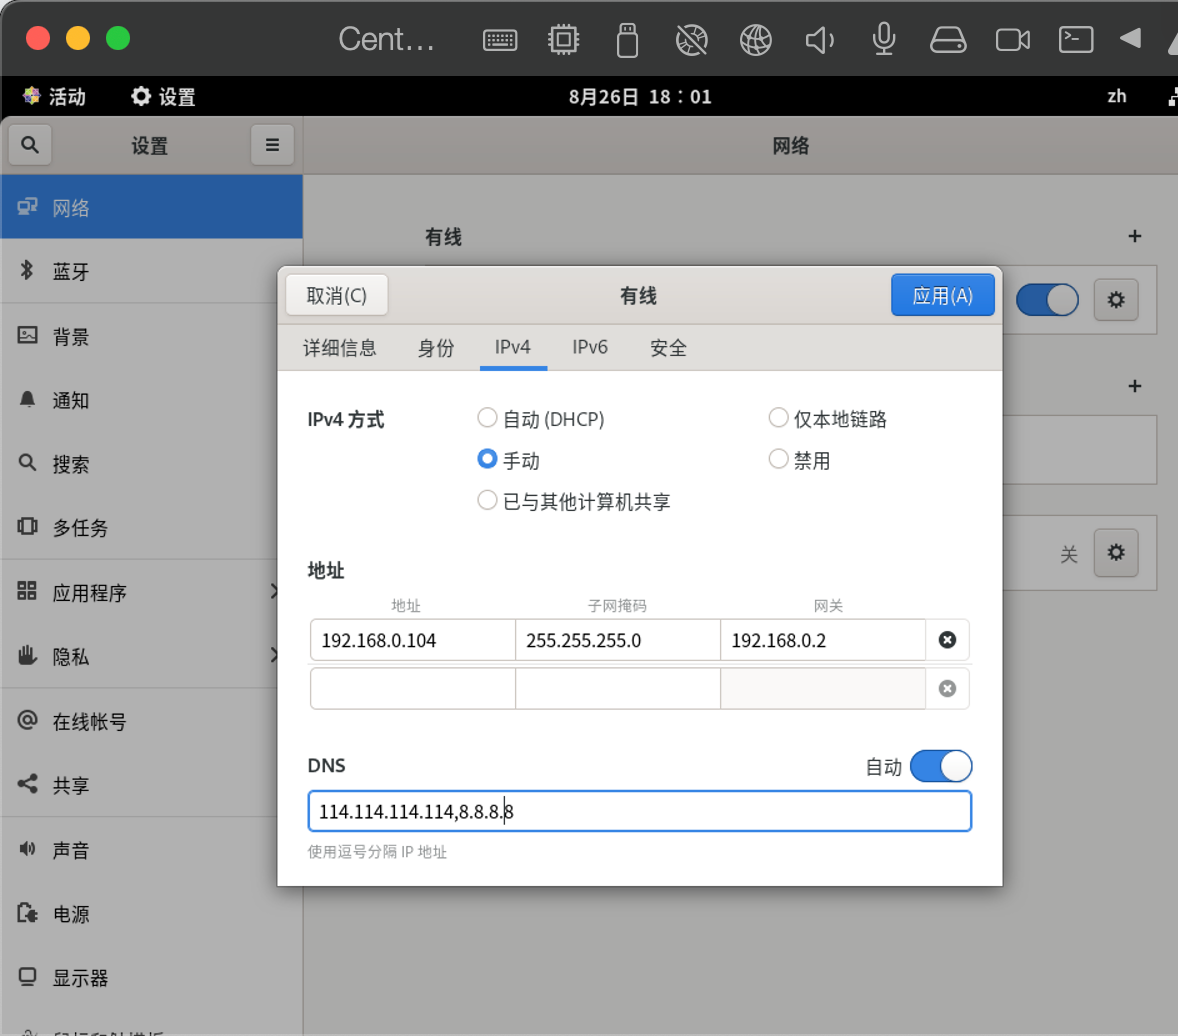 Cent...
活动
设置
8月26日 18：01
zh
设置
网络
网络
蓝牙
背景
通知
搜索
多任务
应用程序
隐私
在线帐号
共享
声音
电源
显示器
有线
关
取消(C)
有线
应用(A)
详细信息
身份
IPv4
IPv6
安全
IPv4 方式
自动 (DHCP)
仅本地链路
手动
禁用
已与其他计算机共享
地址
地址
子网掩码
网关
192.168.0.104
255.255.255.0
192.168.0.2
DNS
自动
114.114.114.114,8.8.8.8
使用逗号分隔 IP 地址